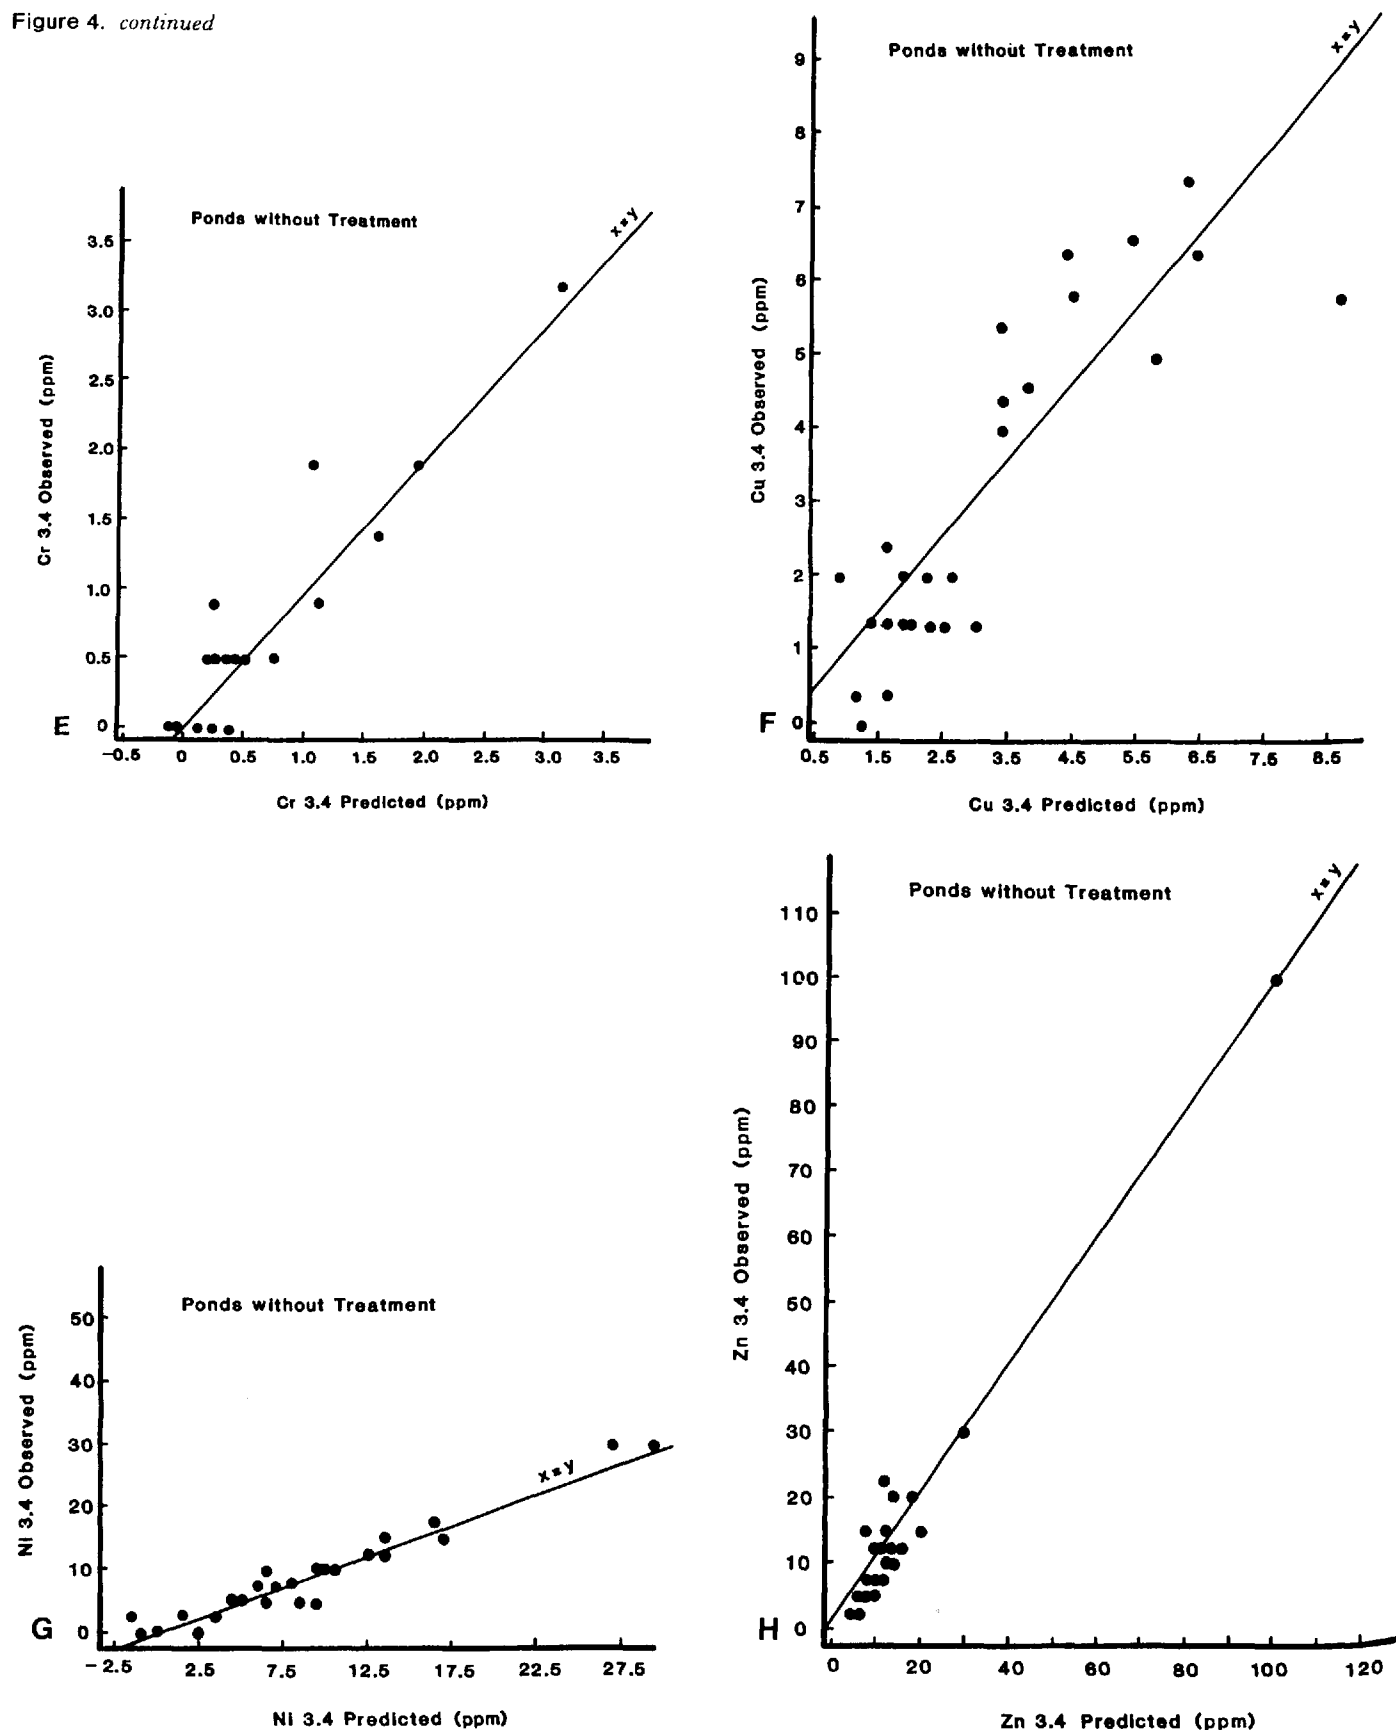 Figure 4. continued
Ponds without Treatment
x=y
3.5
3.0
2.5
2.0
1.5
1.0
0.5
0
Cr 3.4 Observed (ppm)
E
-0.5 0 0.5 1.0 1.5 2.0 2.5 3.0 3.5
Cr 3.4 Predicted (ppm)
Ponds without Treatment
x=y
9
8
7
6
5
4
3
2
1
0
Cu 3.4 Observed (ppm)
F
0.5 1.5 2.5 3.5 4.5 5.5 6.5 7.5 8.5
Cu 3.4 Predicted (ppm)
Ponds without Treatment
x=y
50
40
30
20
10
0
Ni 3.4 Observed (ppm)
G
-2.5 2.5 7.5 12.5 17.5 22.5 27.5
Ni 3.4 Predicted (ppm)
Ponds without Treatment
x=y
110
100
90
80
70
60
50
40
30
20
10
0
Zn 3.4 Observed (ppm)
H
0 20 40 60 80 100 120
Zn 3.4 Predicted (ppm)